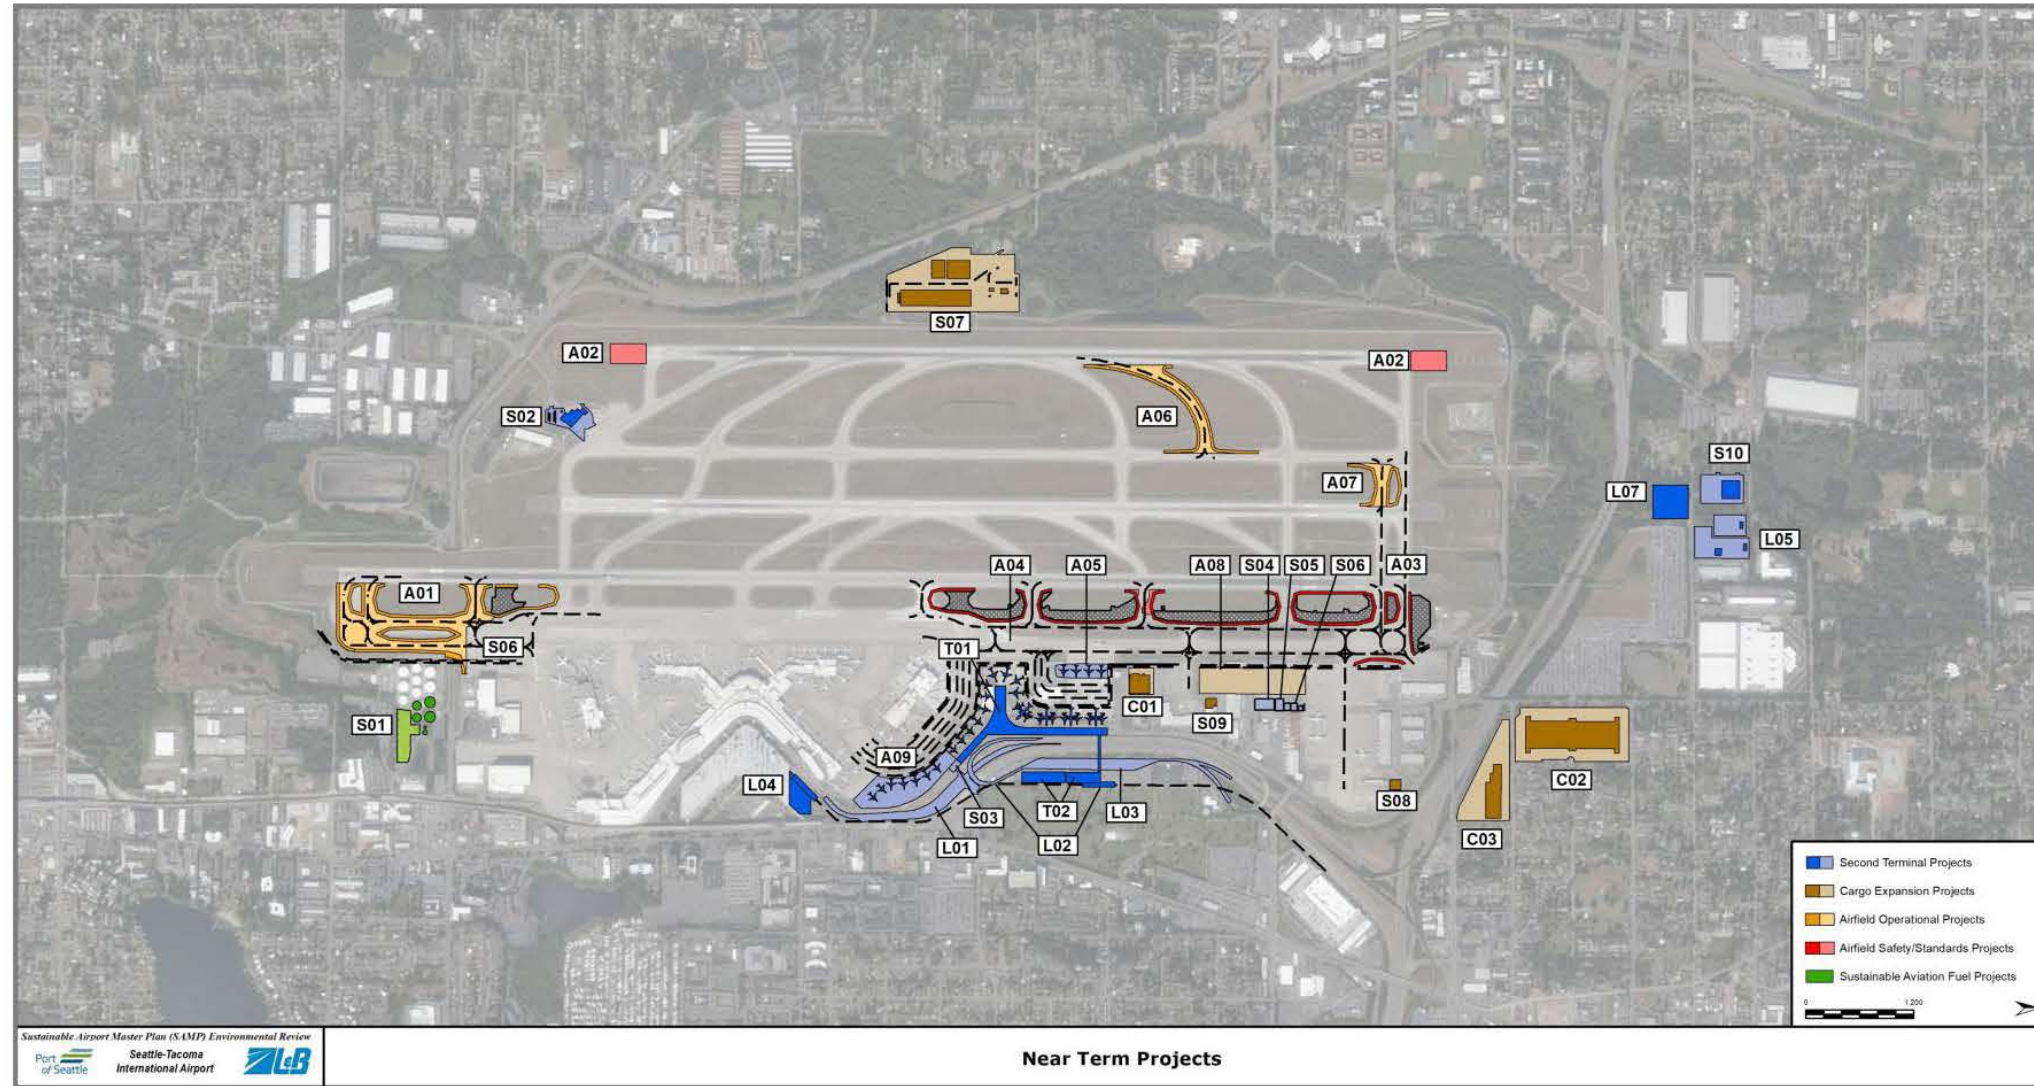 S07
A02
A02
S02
A06
S10
A07
L07
L05
A04
A05
A08
S04
S05
S06
A03
A01
S06
T01
S01
C01
S09
A09
L04
C02
S08
S03
T02
L03
C03
L01
L02
Second Terminal Projects
Cargo Expansion Projects
Airfield Operational Projects
Airfield Safety/Standards Projects
Sustainable Aviation Fuel Projects
0 1,200
Sustainable Airport Master Plan (SAMP) Environmental Review
Port
of Seattle
Seattle-Tacoma
International Airport
L&B
Near Term Projects